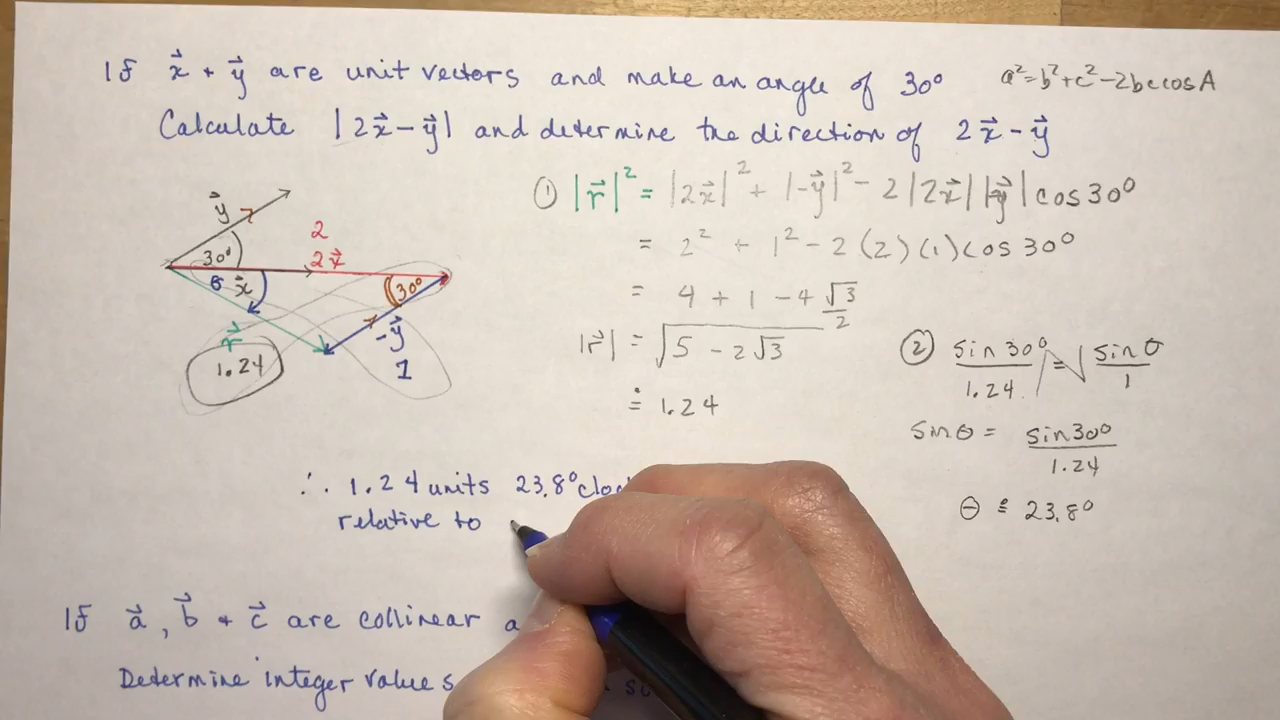 If x⃗ + y⃗ are unit vectors and make an angle of 30°
a² = b² + c² - 2bc cos A
Calculate |2x⃗ - y⃗| and determine the direction of 2x⃗ - y⃗
① |r⃗|² = |2x⃗|² + |-y⃗|² - 2|2x⃗||-y⃗| cos 30°
= 2² + 1² - 2(2)(1) cos 30°
= 4 + 1 - 4 √3/2
|r⃗| = √(5 - 2√3)
≐ 1.24
y⃗
30°
2
2x⃗
θ x⃗
30°
r⃗
-y⃗
1.24
1
② sin 30°/1.24 = sin θ/1
sin θ = sin 30°/1.24
θ ≐ 23.8°
∴ 1.24 units 23.8°
relative to
If a⃗, b⃗ + c⃗ are collinear
Determine integer values